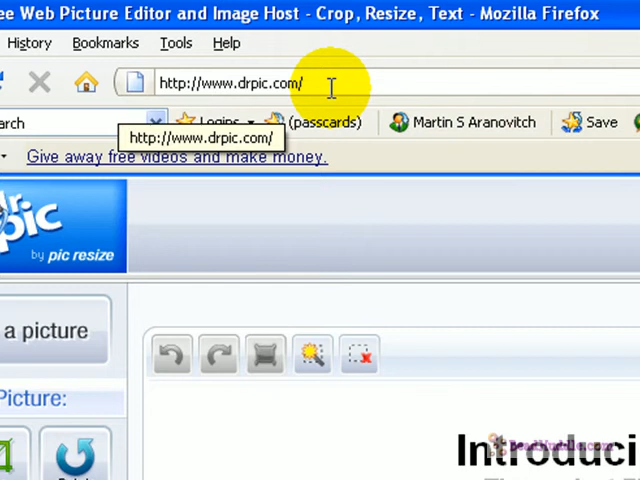 ee Web Picture Editor and Image Host - Crop, Resize, Text - Mozilla Firefox
History Bookmarks Tools Help
http://www.drpic.com/
arch Logins (passcards) Martin S Aranovitch Save
http://www.drpic.com/
Give away free videos and make money.
dr.
pic
by pic resize
a picture
Picture:
Introduci